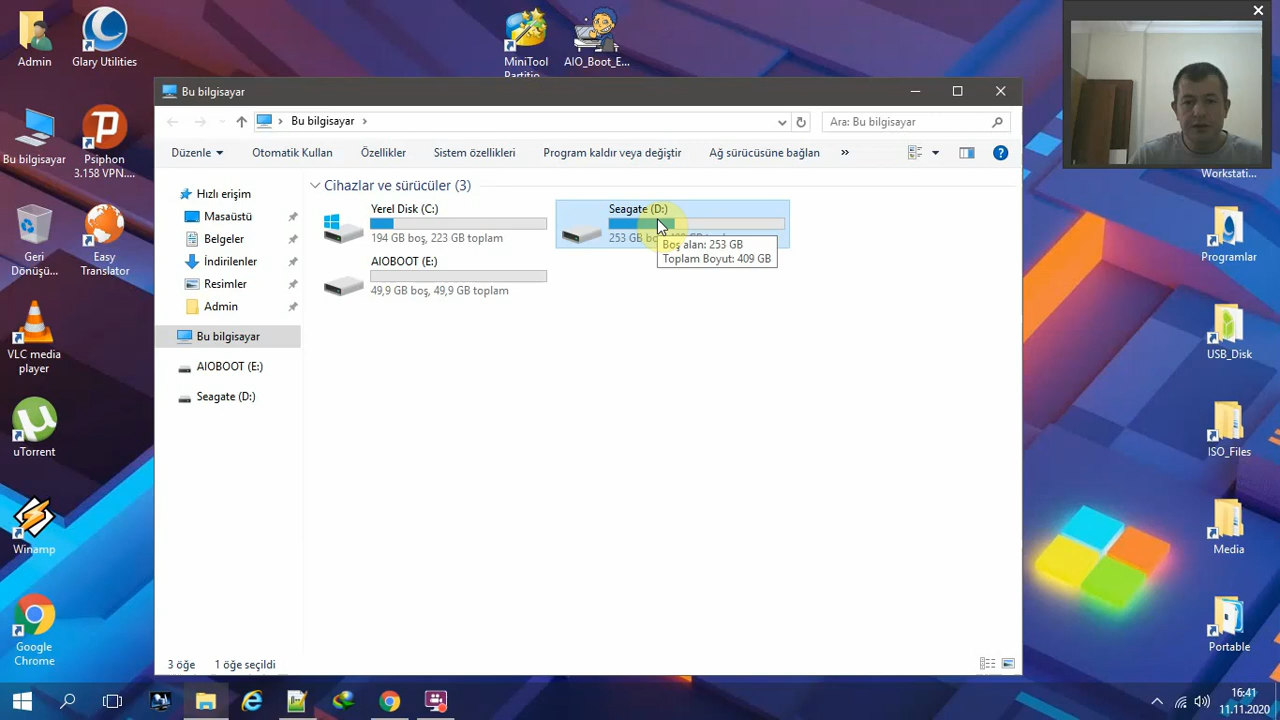 Admin
Glary Utilities
MiniTool
Partitio...
AIO_Boot_E...
Bu bilgisayar
Psiphon
3.158 VPN....
Geri
Dönüşü...
Easy
Translator
VLC media
player
uTorrent
Winamp
Google
Chrome
Bu bilgisayar
Bu bilgisayar
Ara: Bu bilgisayar
Düzenle
Otomatik Kullan
Özellikler
Sistem özellikleri
Program kaldır veya değiştir
Ağ sürücüsüne bağlan
»
Hızlı erişim
Masaüstü
Belgeler
İndirilenler
Resimler
Admin
Bu bilgisayar
AIOBOOT (E:)
Seagate (D:)
Cihazlar ve sürücüler (3)
Yerel Disk (C:)
194 GB boş, 223 GB toplam
Seagate (D:)
253 GB
Boş alan: 253 GB
Toplam Boyut: 409 GB
AIOBOOT (E:)
49,9 GB boş, 49,9 GB toplam
3 öğe
1 öğe seçildi
Workstati...
Programlar
USB_Disk
ISO_Files
Media
Portable
16:41
11.11.2020